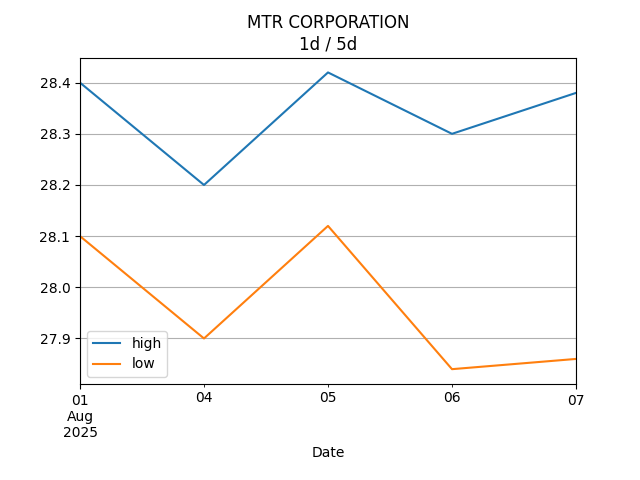 MTR CORPORATION
1d / 5d
28.4
28.3
28.2
28.1
28.0
27.9
high
low
01 04 05 06 07
Aug
2025
Date